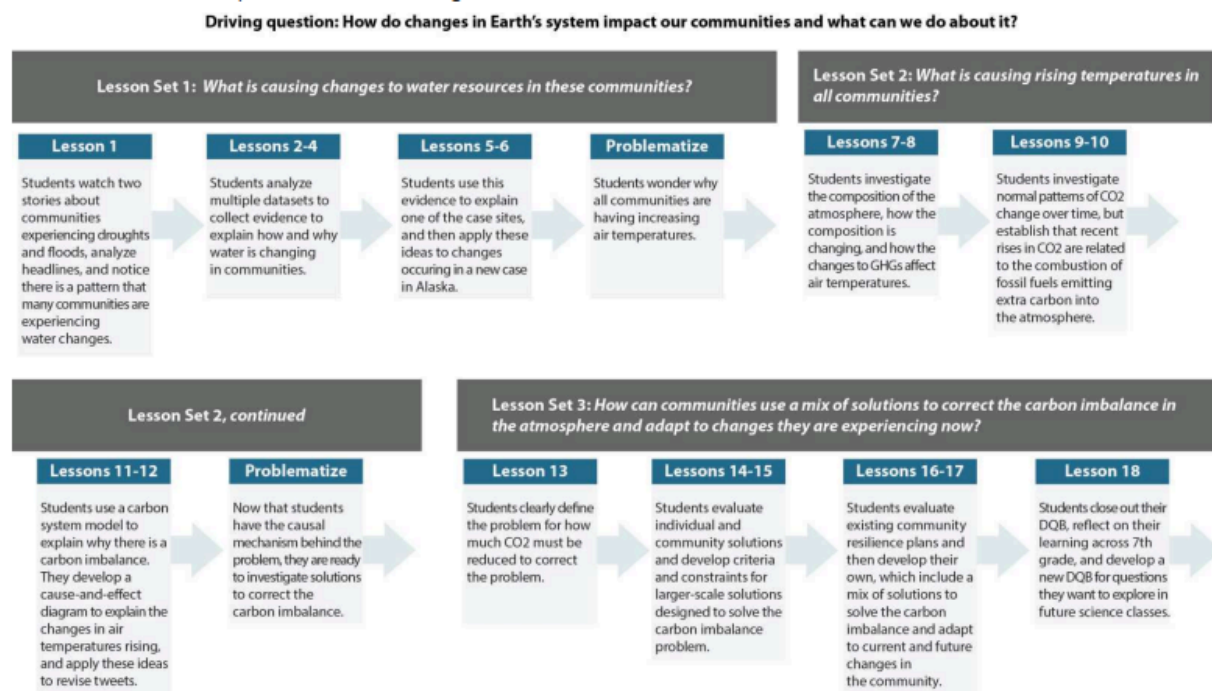 Driving question: How do changes in Earth's system impact our communities and what can we do about it?
Lesson Set 1: What is causing changes to water resources in these communities?
Lesson 1
Students watch two
stories about
communities
experiencing droughts
and floods, analyze
headlines, and notice
there is a pattern that
many communities are
experiencing
water changes.
Lessons 2-4
Students analyze
multiple datasets to
collect evidence to
explain how and why
water is changing
in communities.
Lessons 5-6
Students use this
evidence to explain
one of the case sites,
and then apply these
ideas to changes
occuring in a new case
in Alaska.
Problematize
Students wonder why
all communities are
having increasing
air temperatures.
Lesson Set 2: What is causing rising temperatures in
all communities?
Lessons 7-8
Students investigate
the composition of the
atmosphere, how the
composition is
changing, and how the
changes to GHGs affect
air temperatures.
Lessons 9-10
Students investigate
normal patterns of CO2
change over time, but
establish that recent
rises in CO2 are related
to the combustion of
fossil fuels emitting
extra carbon into
the atmosphere.
Lesson Set 2, continued
Lessons 11-12
Students use a carbon
system model to
explain why there is a
carbon imbalance.
They develop a
cause-and-effect
diagram to explain the
changes in air
temperatures rising,
and apply these ideas
to revise tweets.
Problematize
Now that students
have the causal
mechanism behind the
problem, they are ready
to investigate solutions
to correct the
carbon imbalance.
Lesson Set 3: How can communities use a mix of solutions to correct the carbon imbalance in
the atmosphere and adapt to changes they are experiencing now?
Lesson 13
Students clearly define
the problem for how
much CO2 must be
reduced to correct
the problem.
Lessons 14-15
Students evaluate
individual and
community solutions
and develop criteria
and constraints for
larger-scale solutions
designed to solve the
carbon imbalance
problem.
Lessons 16-17
Students evaluate
existing community
resilience plans and
then develop their
own, which include a
mix of solutions to
solve the carbon
imbalance and adapt
to current and future
changes in
the community.
Lesson 18
Students close out their
DQB, reflect on their
learning across 7th
grade, and develop a
new DQB for questions
they want to explore in
future science classes.